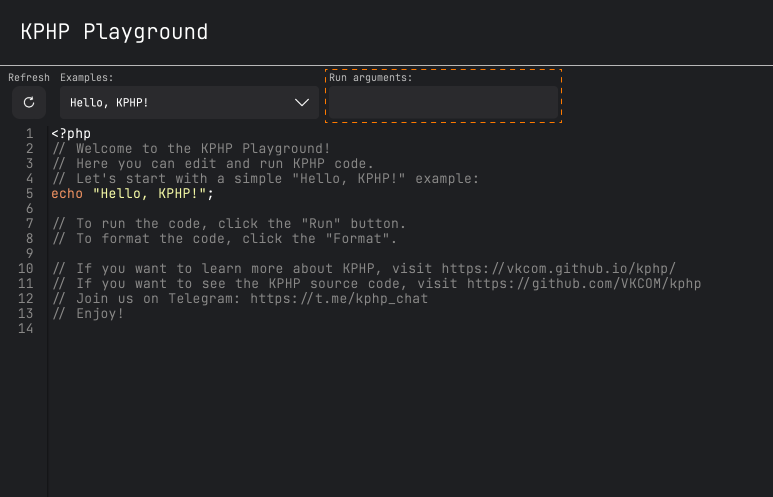 KPHP Playground
Refresh
Examples:
Run arguments:
Hello, KPHP!
1 <?php
2 // Welcome to the KPHP Playground!
3 // Here you can edit and run KPHP code.
4 // Let's start with a simple "Hello, KPHP!" example:
5 echo "Hello, KPHP!";
6
7 // To run the code, click the "Run" button.
8 // To format the code, click the "Format".
9
10 // If you want to learn more about KPHP, visit https://vkcom.github.io/kphp/
11 // If you want to see the KPHP source code, visit https://github.com/VKCOM/kphp
12 // Join us on Telegram: https://t.me/kphp_chat
13 // Enjoy!
14